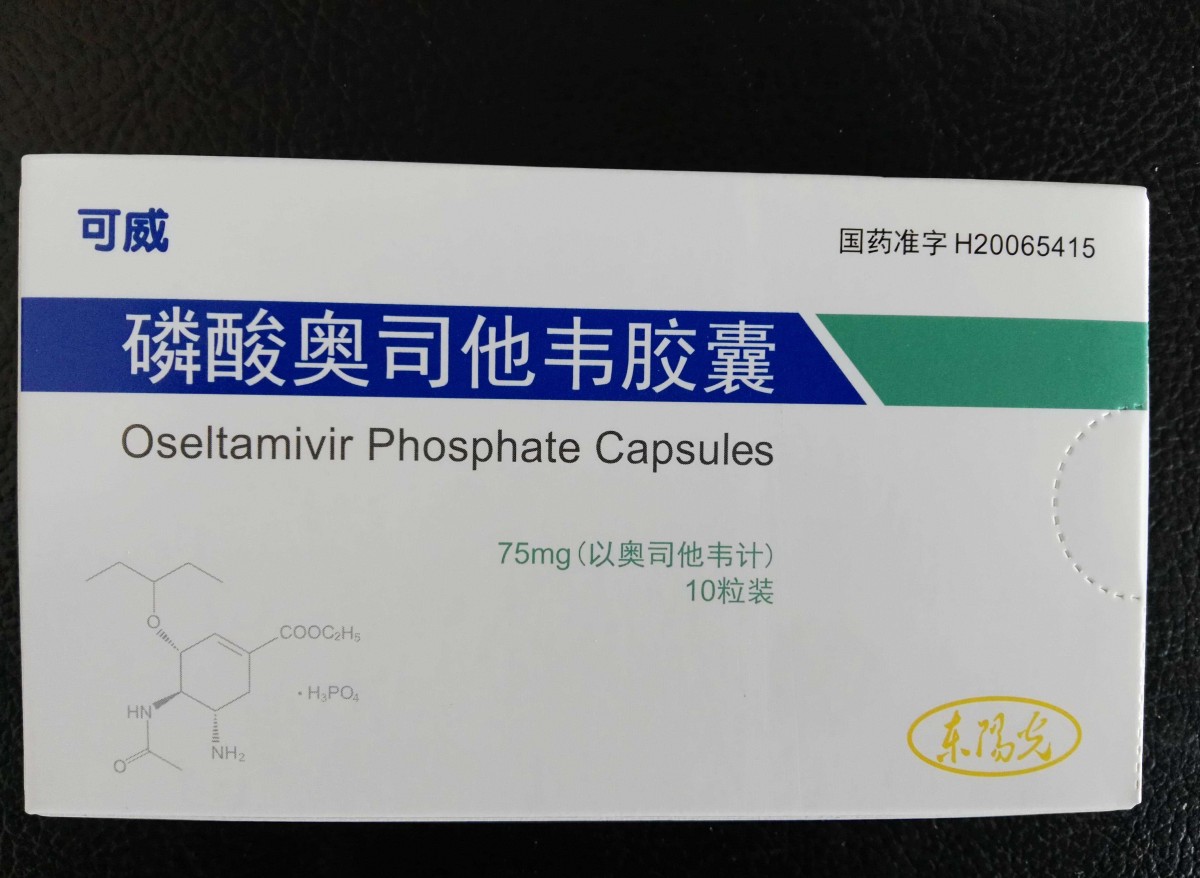 可威
国药准字 H20065415
磷酸奥司他韦胶囊
Oseltamivir Phosphate Capsules
75mg(以奥司他韦计)
10粒装
O
COOC₂H₅
· H₃PO₄
HN
NH₂
O
东陽光